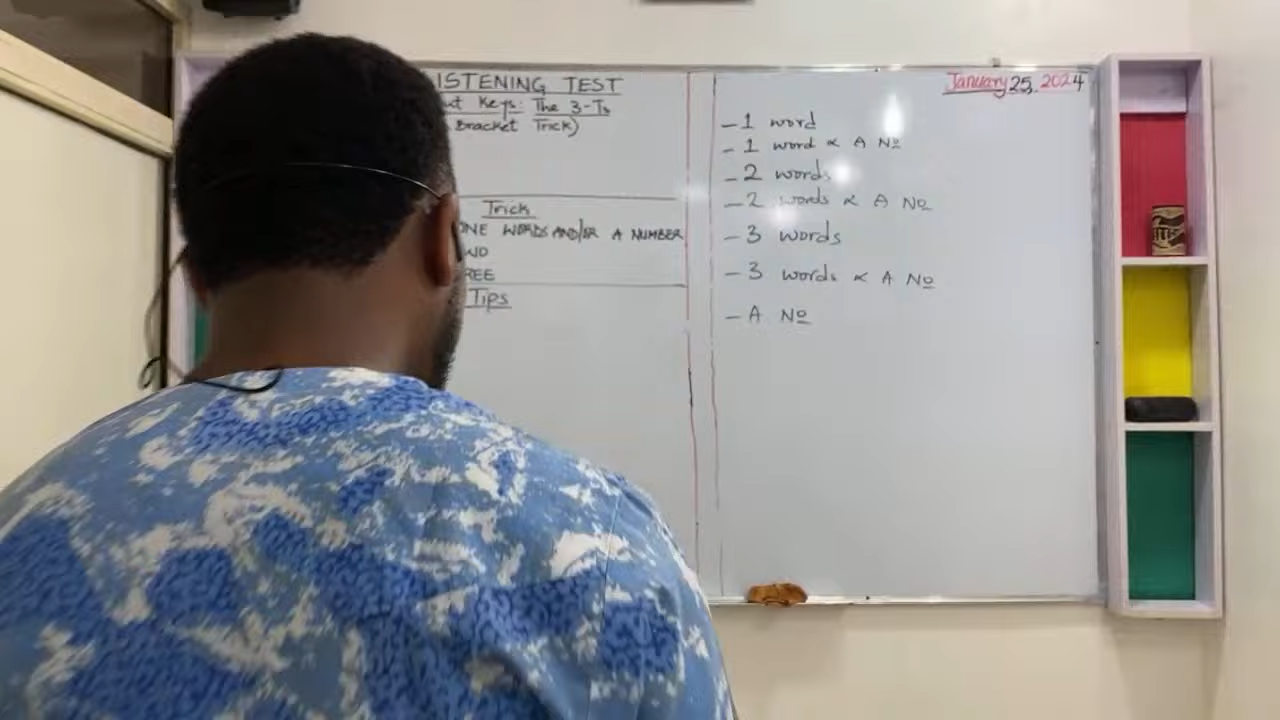 ISTENING TEST
ut Keys: The 3-Ts
Bracket Trick)
Trick
ONE WORDS AND/OR A NUMBER
WO
REE
Tips
January 25, 2024
- 1 word
- 1 word & A No
- 2 words
- 2 words & A No
- 3 words
- 3 words & A No
- A No